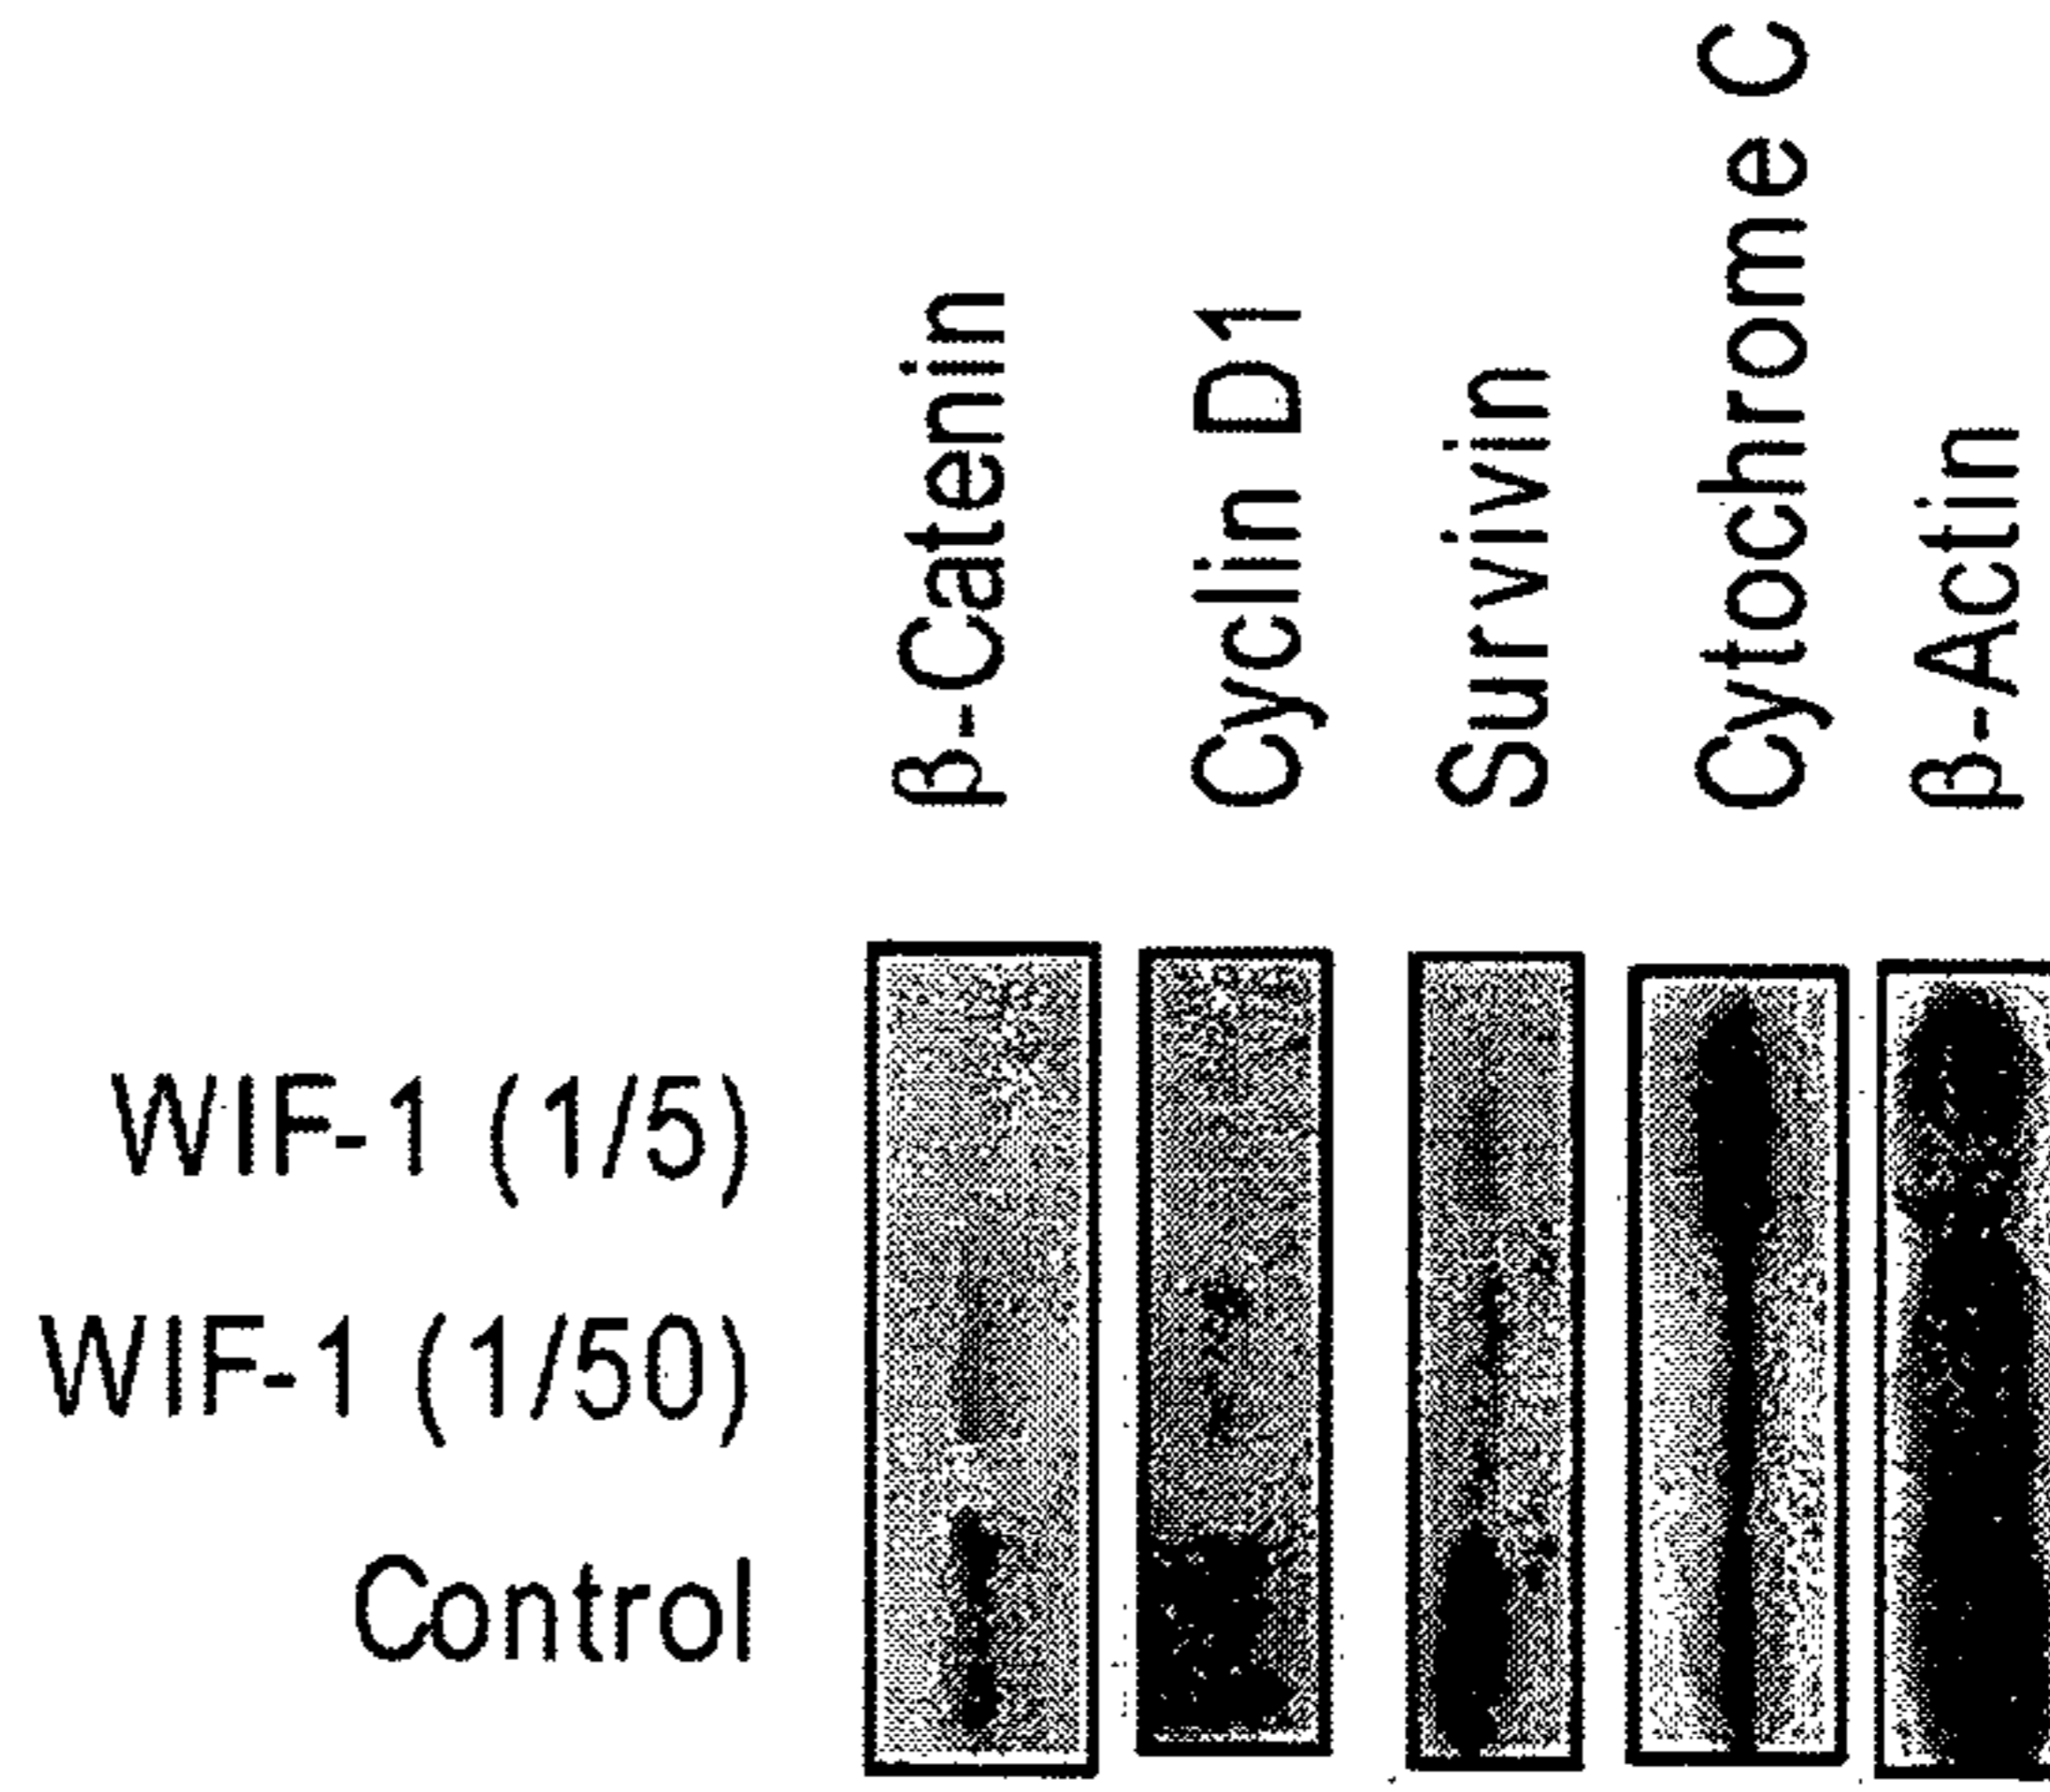 β-Catenin
Cyclin D1
Survivin
Cytochrome C
β-Actin
WIF-1 (1/5)
WIF-1 (1/50)
Control